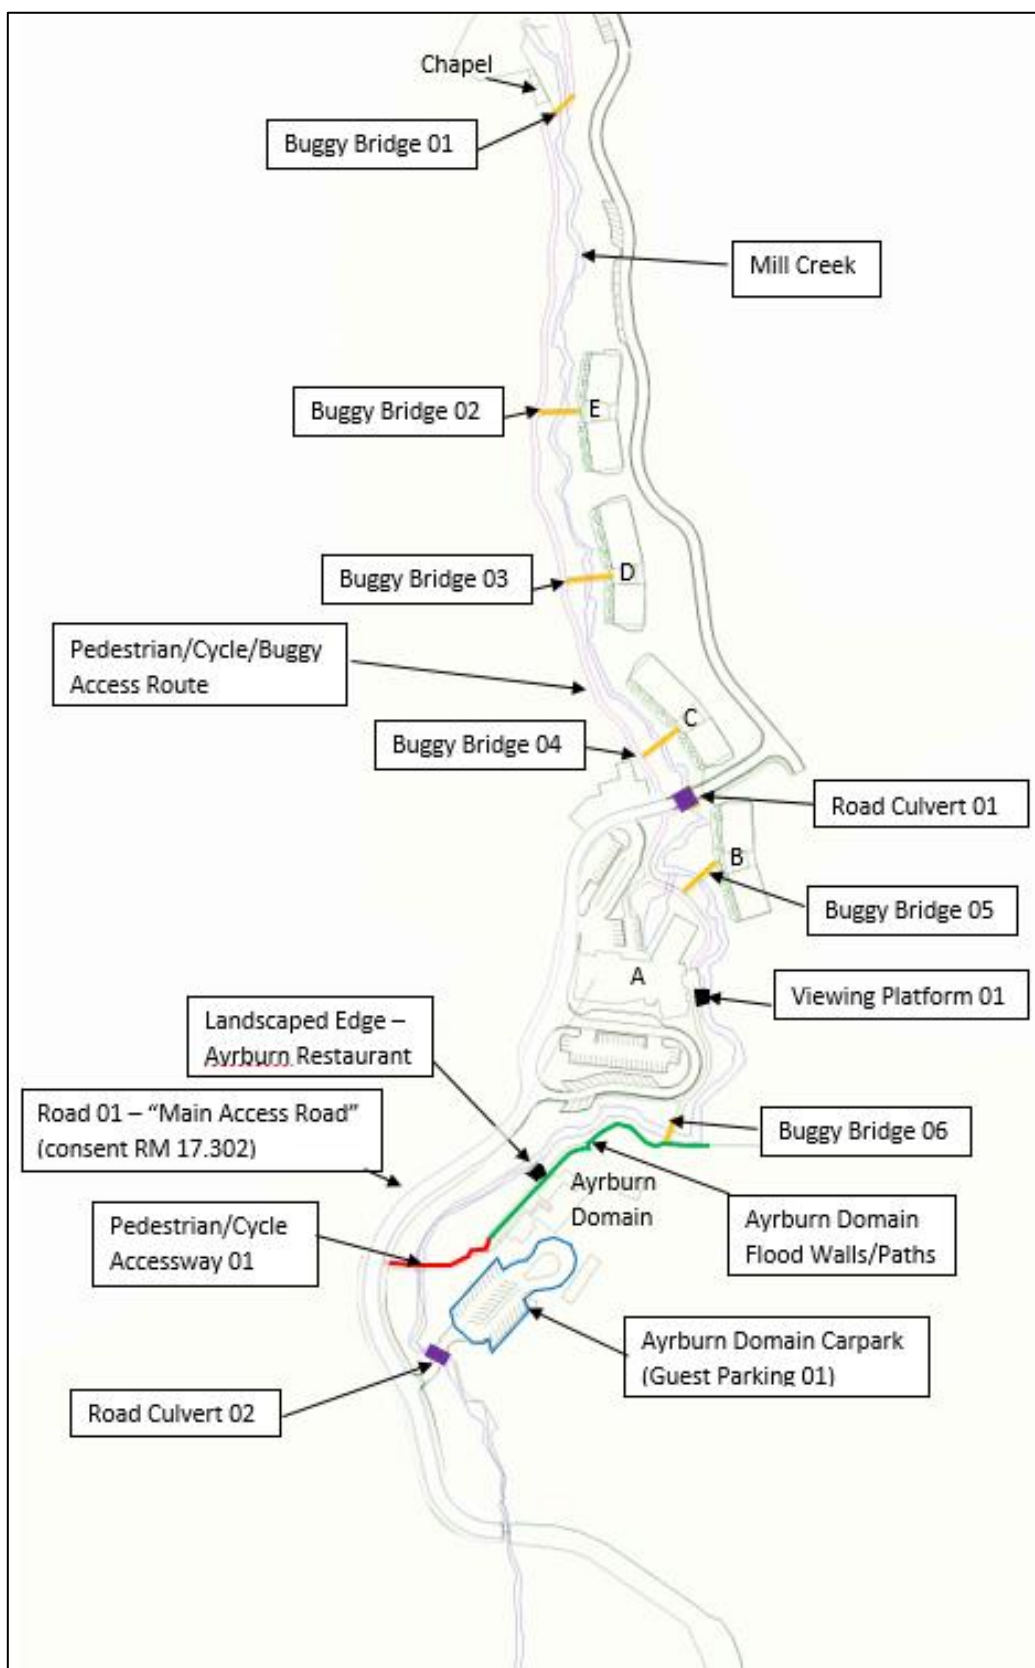 Chapel
Buggy Bridge 01
Mill Creek
Buggy Bridge 02
E
Buggy Bridge 03
D
Pedestrian/Cycle/Buggy
Access Route
C
Buggy Bridge 04
Road Culvert 01
B
Buggy Bridge 05
A
Viewing Platform 01
Landscaped Edge –
Ayrburn Restaurant
Road 01 – “Main Access Road”
(consent RM 17.302)
Buggy Bridge 06
Ayrburn
Domain
Pedestrian/Cycle
Accessway 01
Ayrburn Domain
Flood Walls/Paths
Ayrburn Domain Carpark
(Guest Parking 01)
Road Culvert 02